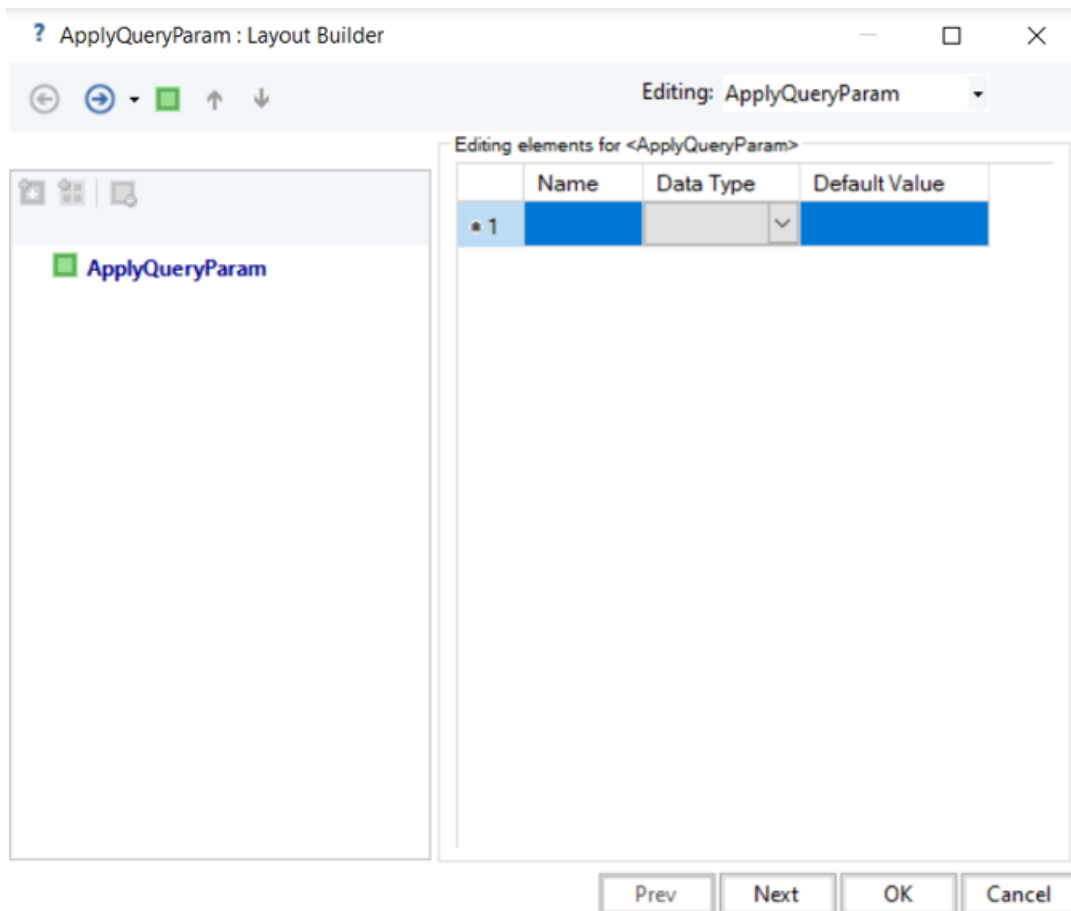 ? ApplyQueryParam : Layout Builder
Editing: ApplyQueryParam
Editing elements for <ApplyQueryParam>
Name Data Type Default Value
* 1
ApplyQueryParam
Prev Next OK Cancel